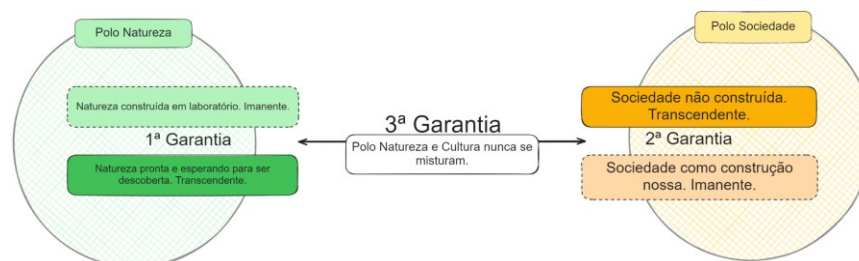 Polo Natureza
Polo Sociedade
Natureza construída em laboratório. Imanente.
1ª Garantia
Natureza pronta e esperando para ser
descoberta. Transcendente.
3ª Garantia
Polo Natureza e Cultura nunca se
misturam.
Sociedade não construída.
Transcendente.
2ª Garantia
Sociedade como construção
nossa. Imanente.